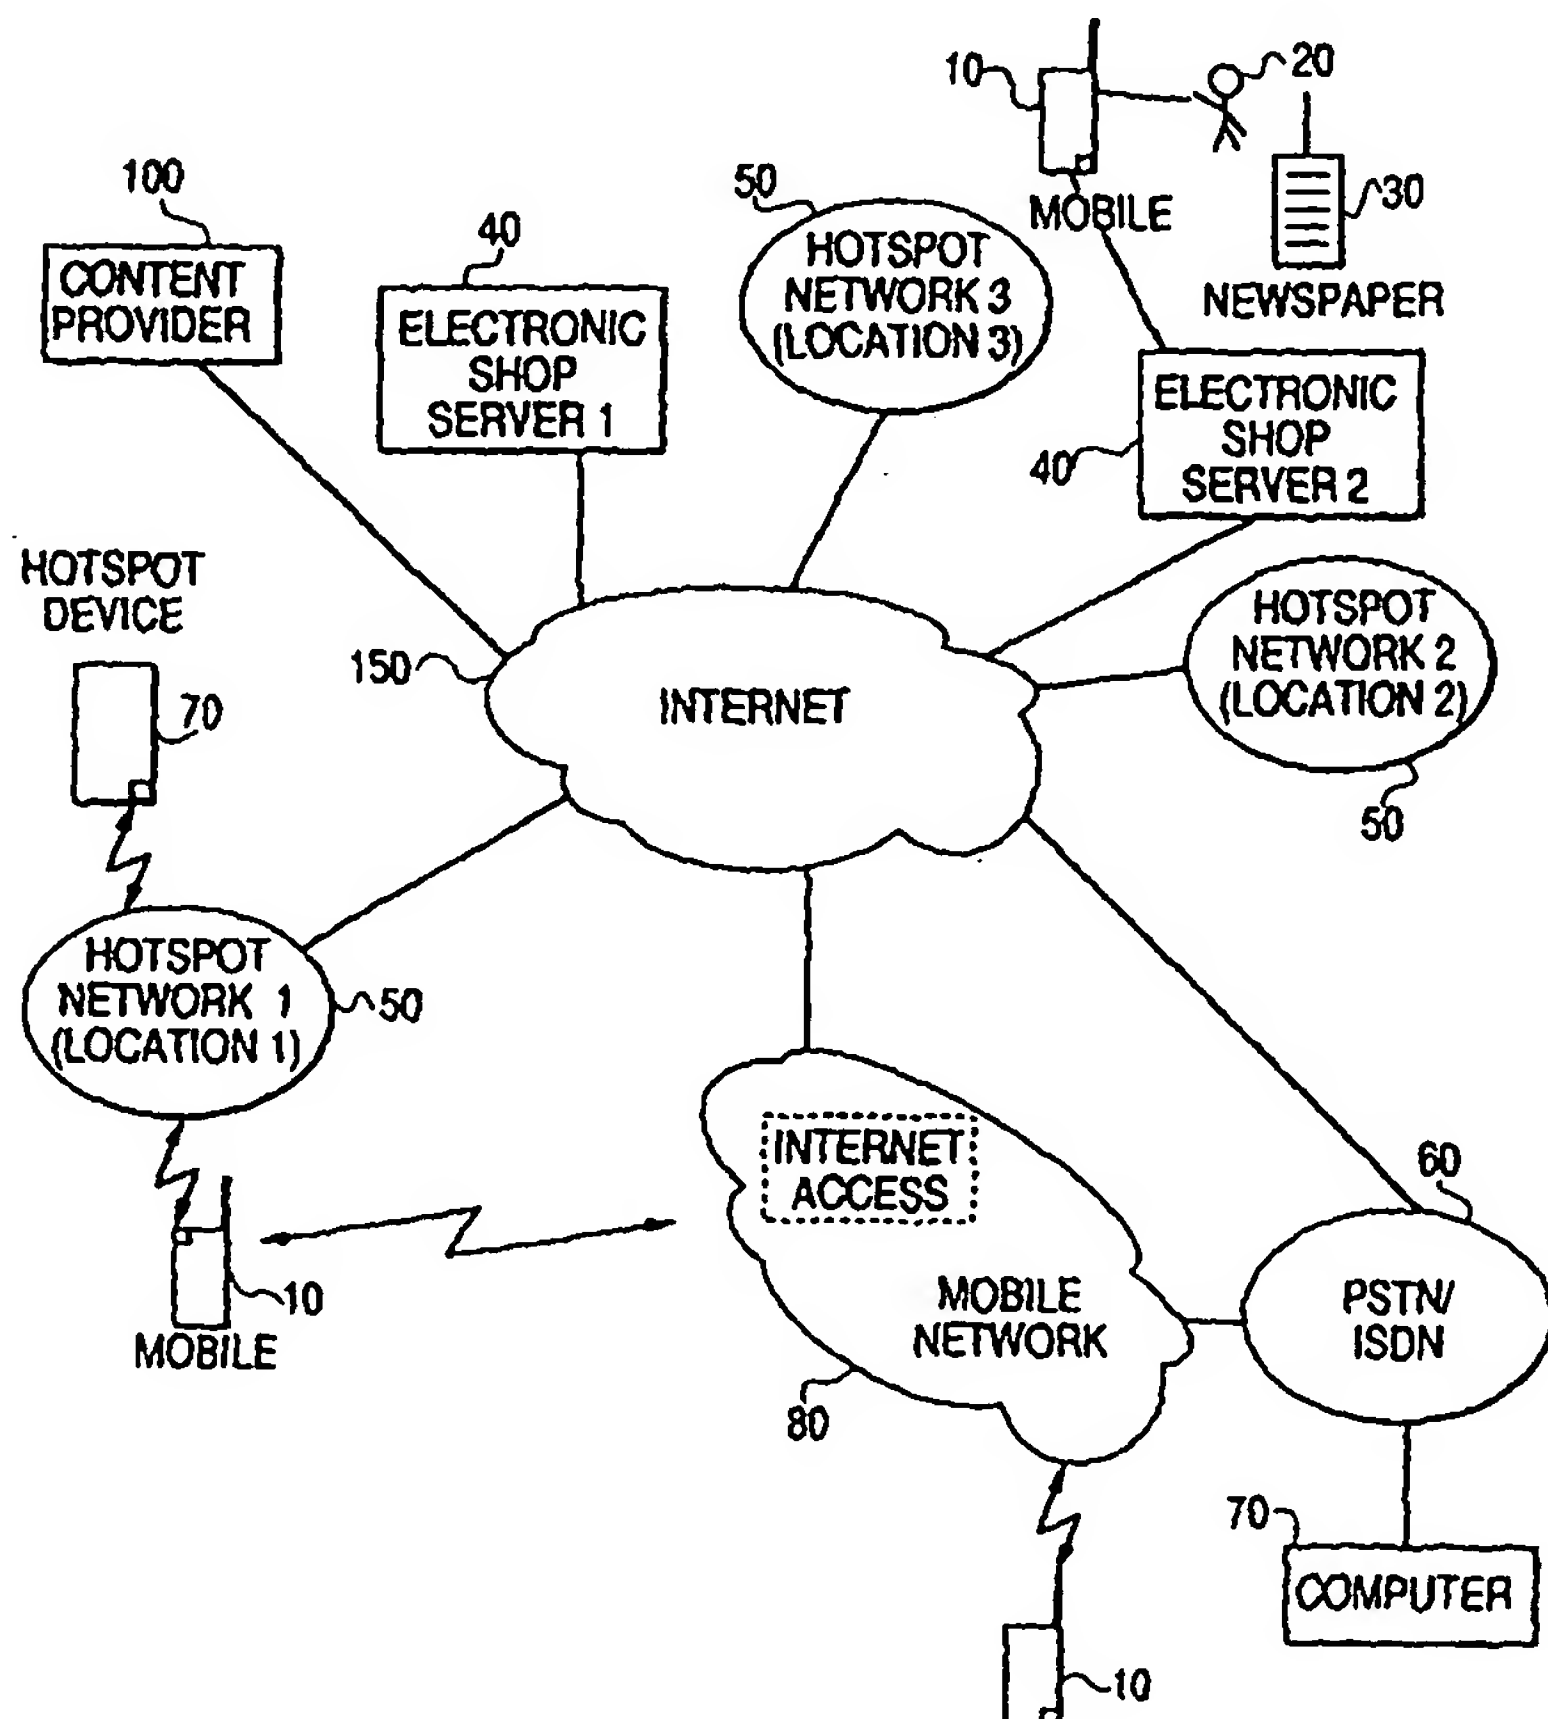 10
20
100
50
30
MOBILE
40
HOTSPOT
NETWORK 3
(LOCATION 3)
CONTENT
PROVIDER
NEWSPAPER
ELECTRONIC
SHOP
SERVER 1
ELECTRONIC
SHOP
SERVER 2
40
HOTSPOT
DEVICE
70
150
INTERNET
HOTSPOT
NETWORK 2
(LOCATION 2)
50
HOTSPOT
NETWORK 1
(LOCATION 1)
50
INTERNET
ACCESS
60
10
MOBILE
MOBILE
NETWORK
PSTN/
ISDN
80
70
COMPUTER
10